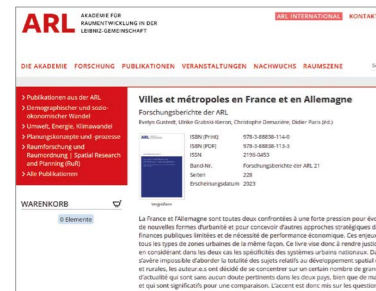 ARL
AKADEMIE FÜR
RAUMENTWICKLUNG IN DER
LEIBNIZ-GEMEINSCHAFT
ARL INTERNATIONAL KONTAKT
DIE AKADEMIE FORSCHUNG PUBLIKATIONEN VERANSTALTUNGEN NACHWUCHS RAUMSZENE
> Publikationen aus der ARL
> Demographischer und sozio-
ökonomischer Wandel
> Umwelt, Energie, Klimawandel
> Planungskonzepte und -prozesse
> Raumforschung und
Raumordnung | Spatial Research
and Planning (RuR)
> Alle Publikationen
WARENKORB
0 Elemente
Villes et métropoles en France et en Allemagne
Forschungsberichte der ARL
Evelyn Gustedt, Ulrike Grabski-Kieron, Christophe Demazière, Didier Paris (Hd.)
ISBN (Print) 978-3-88838-114-0
ISBN (PDF) 978-3-88838-113-3
ISSN 2196-0453
Band-Nr. Forschungsberichte der ARL 21
Seiten 228
Erscheinungsdatum 2023
Vergrößern
La France et l'Allemagne sont toutes deux confrontées à une forte pression pour évo
de nouvelles formes d'urbanité et pour concevoir d'autres approches stratégiques d
finances publiques limitées et de nécessité de performance économique. Ces enjeux
tous les types de zones urbaines de la même façon. Ce livre vise donc à rendre justic
en considérant dans les deux cas l'importance des systèmes urbains nationaux. Da
s'avère impossible d'aborder la totalité des sujets relatifs au développement spatial
et rurales, les auteur.e.s ont décidé de se concentrer sur un certain nombre de gran
d'actualité qui sont sans aucun doute pertinents dans les deux pays, bien que de ma
et qui sont significatifs pour une comparaison. L'accent est donc mis sur les question